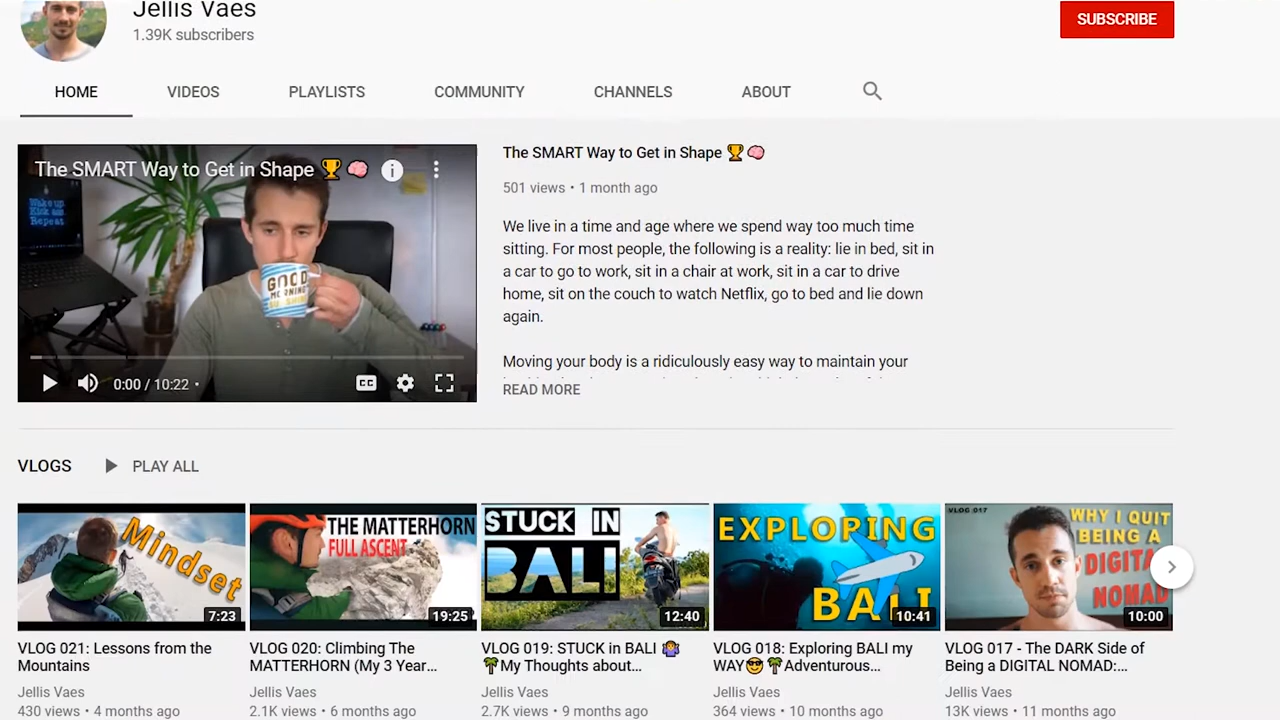 Jellis Vaes
1.39K subscribers
SUBSCRIBE
HOME
VIDEOS
PLAYLISTS
COMMUNITY
CHANNELS
ABOUT
The SMART Way to Get in Shape 🏆🧠
Wake up.
Kick ass.
Repeat.
GOOD
MORNING
0:00 / 10:22 •
CC
The SMART Way to Get in Shape 🏆🧠
501 views • 1 month ago
We live in a time and age where we spend way too much time
sitting. For most people, the following is a reality: lie in bed, sit in
a car to go to work, sit in a chair at work, sit in a car to drive
home, sit on the couch to watch Netflix, go to bed and lie down
again.
Moving your body is a ridiculously easy way to maintain your
READ MORE
VLOGS
PLAY ALL
Mindset
7:23
VLOG 021: Lessons from the
Mountains
Jellis Vaes
430 views • 4 months ago
THE MATTERHORN
FULL ASCENT
19:25
VLOG 020: Climbing The
MATTERHORN (My 3 Year...
Jellis Vaes
2.1K views • 6 months ago
STUCK IN
BALI
12:40
VLOG 019: STUCK in BALI 🤷‍♀️
🌴My Thoughts about...
Jellis Vaes
2.7K views • 9 months ago
EXPLORING
BALI
10:41
VLOG 018: Exploring BALI my
WAY😎🌴Adventurous...
Jellis Vaes
364 views • 10 months ago
VLOG 017
WHY I QUIT
BEING A
DIGITAL
NOMAD
10:00
VLOG 017 - The DARK Side of
Being a DIGITAL NOMAD:...
Jellis Vaes
13K views • 11 months ago